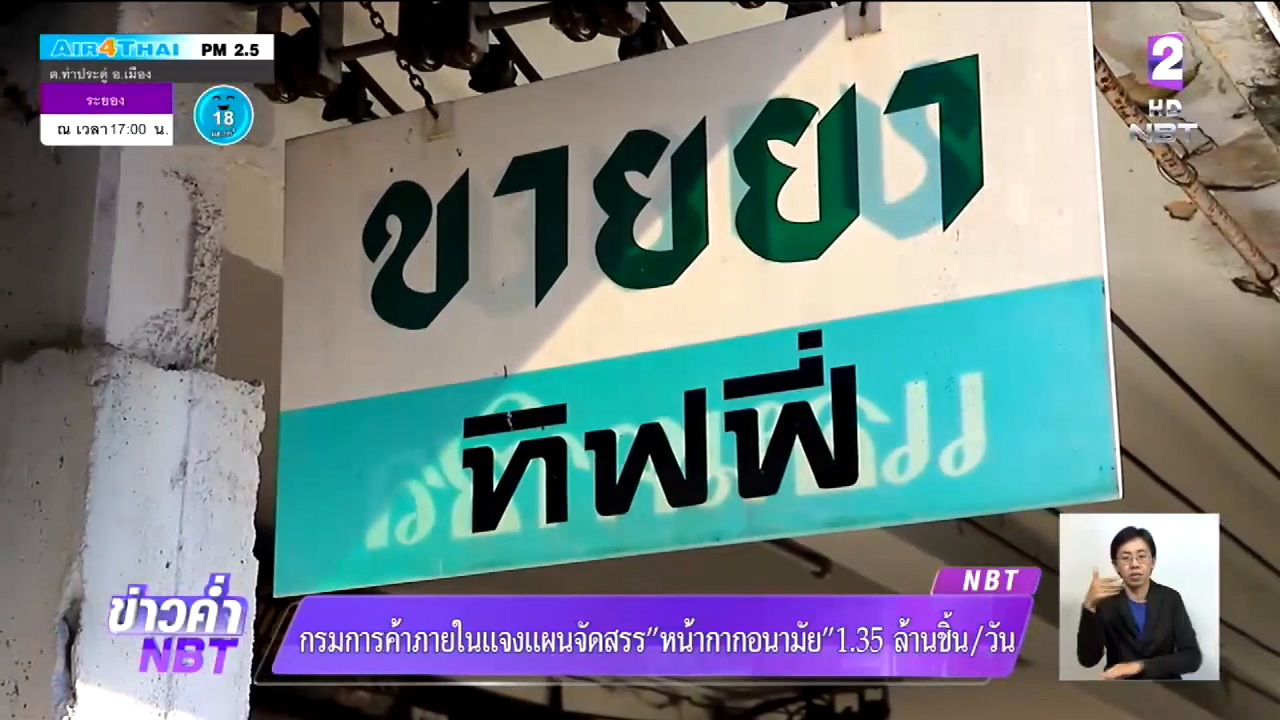 AIR4THAI PM 2.5
ต.ท่าประดู่ อ.เมือง
ระยอง
ณ เวลา 17:00 น.
18
2
HD
NBT
ขายยา
ทิฟฟี่
NBT
ข่าวค่ำ
NBT
กรมการค้าภายในแจงแผนจัดสรร"หน้ากากอนามัย"1.35 ล้านชิ้น/วัน